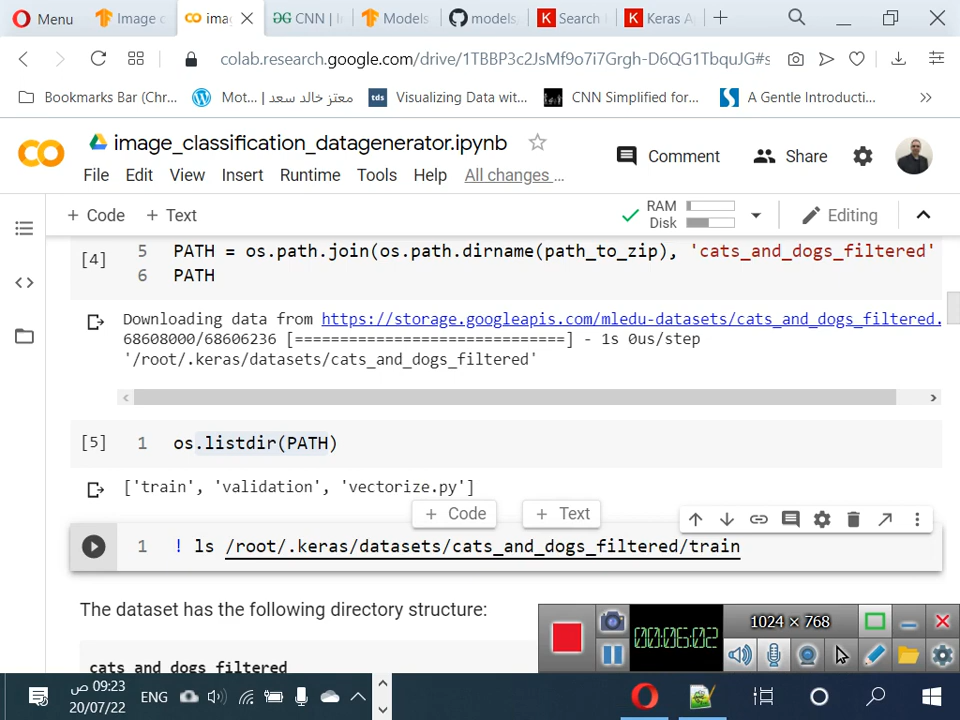 Menu
Image c
imag
CNN | I
Models
models,
Search
Keras A
colab.research.google.com/drive/1TBBP3c2JsMf9o7i7Grgh-D6QG1TbquJG#s
Bookmarks Bar (Chr...
Mot... | معتز خالد سعد
tds Visualizing Data wit...
CNN Simplified for...
A Gentle Introducti...
image_classification_datagenerator.ipynb
Comment
Share
File Edit View Insert Runtime Tools Help All changes ...
+ Code + Text
RAM
Disk
Editing
[4] 5 PATH = os.path.join(os.path.dirname(path_to_zip), 'cats_and_dogs_filtered'
6 PATH
Downloading data from https://storage.googleapis.com/mledu-datasets/cats_and_dogs_filtered.
68608000/68606236 [==============================] - 1s 0us/step
'/root/.keras/datasets/cats_and_dogs_filtered'
[5] 1 os.listdir(PATH)
['train', 'validation', 'vectorize.py']
+ Code + Text
1 ! ls /root/.keras/datasets/cats_and_dogs_filtered/train
The dataset has the following directory structure:
cats_and_dogs_filtered
00:06:02
1024 × 768
ENG
09:23 ص
20/07/22